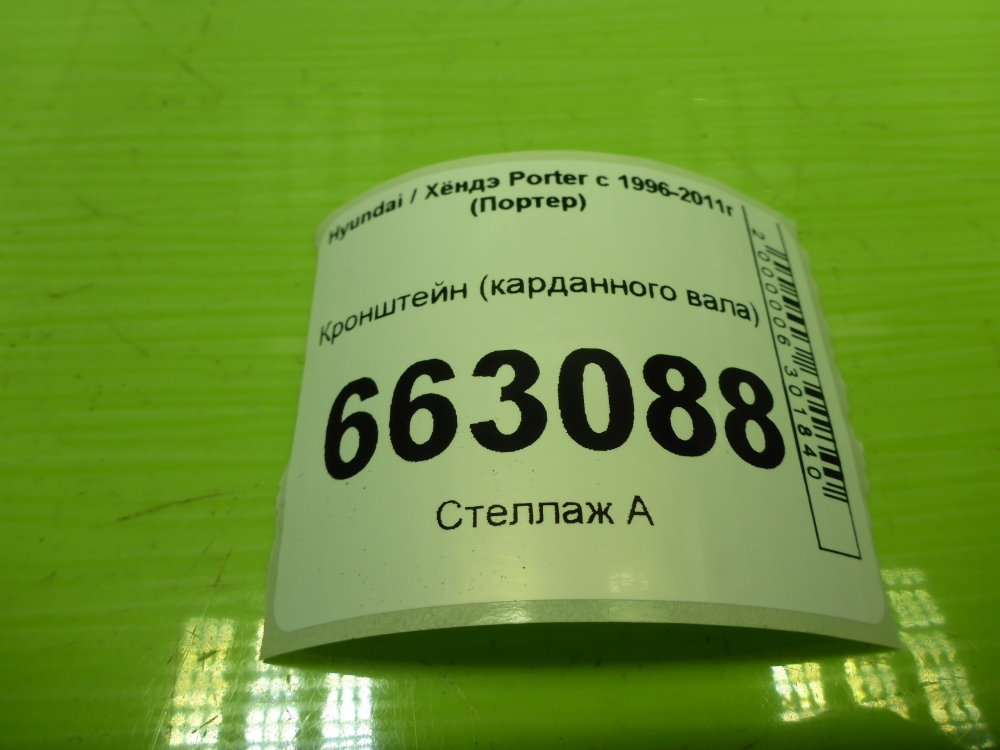 Hyundai / Хёндэ Porter с 1996-2011г
(Портер)
Кронштейн (карданного вала)
663088
Стеллаж А
2000006301840